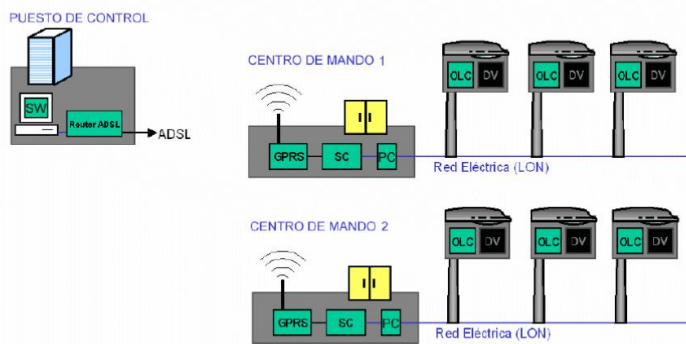 PUESTO DE CONTROL
SW
Router ADSL
ADSL
CENTRO DE MANDO 1
OLC DV
OLC DV
OLC DV
GPRS SC PC
Red Eléctrica (LON)
CENTRO DE MANDO 2
OLC DV
OLC DV
OLC DV
GPRS SC PC
Red Eléctrica (LON)